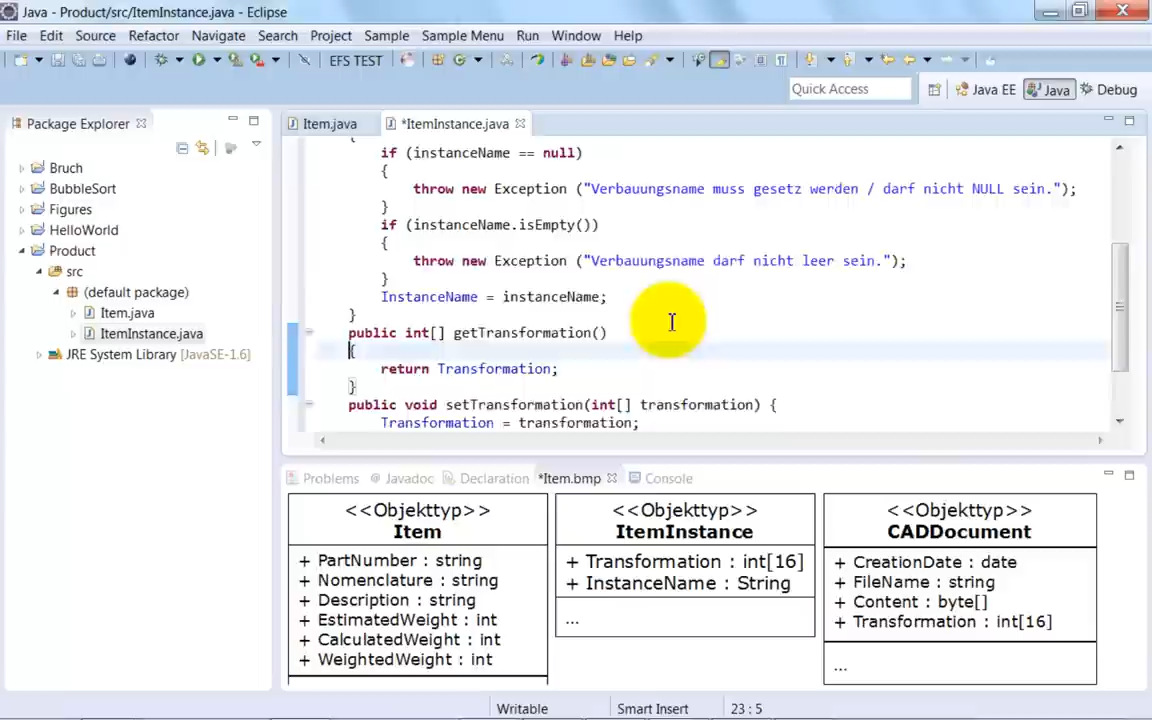 Java - Product/src/ItemInstance.java - Eclipse
File Edit Source Refactor Navigate Search Project Sample Sample Menu Run Window Help
EFS TEST
Quick Access Java EE Java Debug
Package Explorer
Bruch
BubbleSort
Figures
HelloWorld
Product
src
(default package)
Item.java
ItemInstance.java
JRE System Library [JavaSE-1.6]
Item.java *ItemInstance.java
{
if (instanceName == null)
{
throw new Exception ("Verbauungsname muss gesetz werden / darf nicht NULL sein.");
}
if (instanceName.isEmpty())
{
throw new Exception ("Verbauungsname darf nicht leer sein.");
}
InstanceName = instanceName;
}
public int[] getTransformation()
{
return Transformation;
}
public void setTransformation(int[] transformation) {
Transformation = transformation;
Problems Javadoc Declaration *Item.bmp Console
<<Objekttyp>>
Item
+ PartNumber : string
+ Nomenclature : string
+ Description : string
+ EstimatedWeight : int
+ CalculatedWeight : int
+ WeightedWeight : int
<<Objekttyp>>
ItemInstance
+ Transformation : int[16]
+ InstanceName : String
...
<<Objekttyp>>
CADDocument
+ CreationDate : date
+ FileName : string
+ Content : byte[]
+ Transformation : int[16]
...
Writable Smart Insert 23 : 5